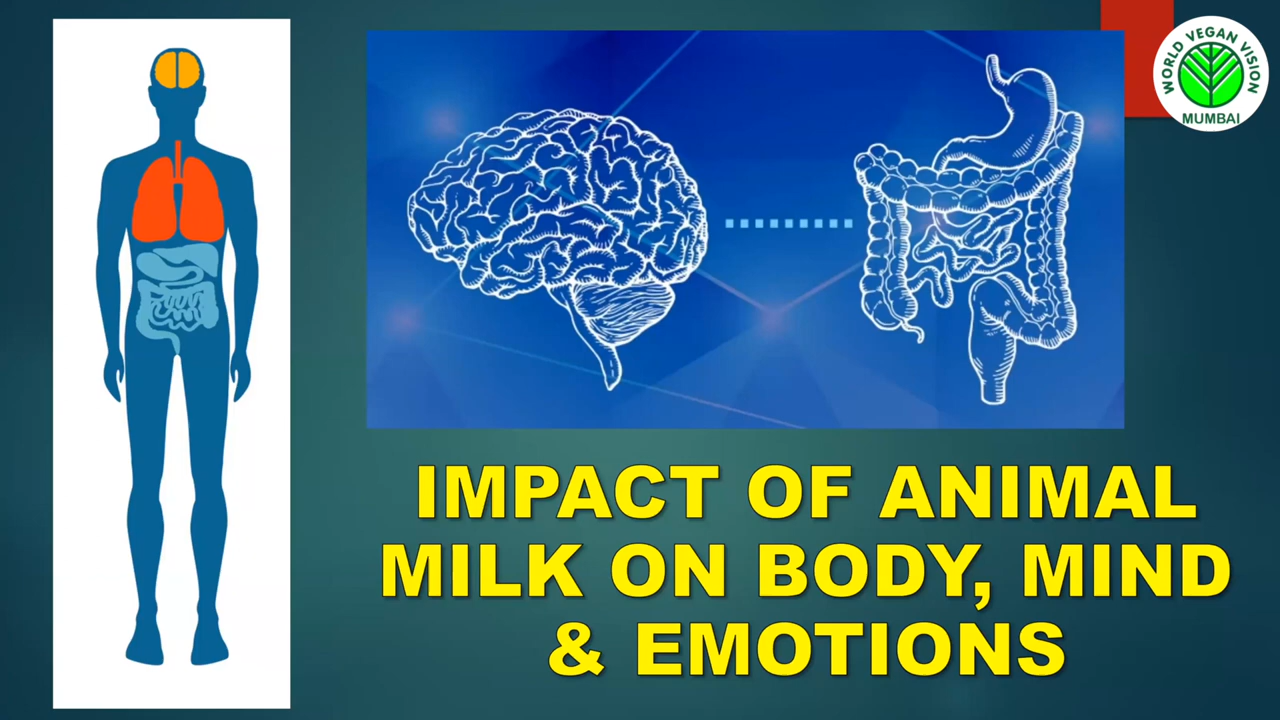 WORLD VEGAN VISION
MUMBAI
IMPACT OF ANIMAL
MILK ON BODY, MIND
& EMOTIONS